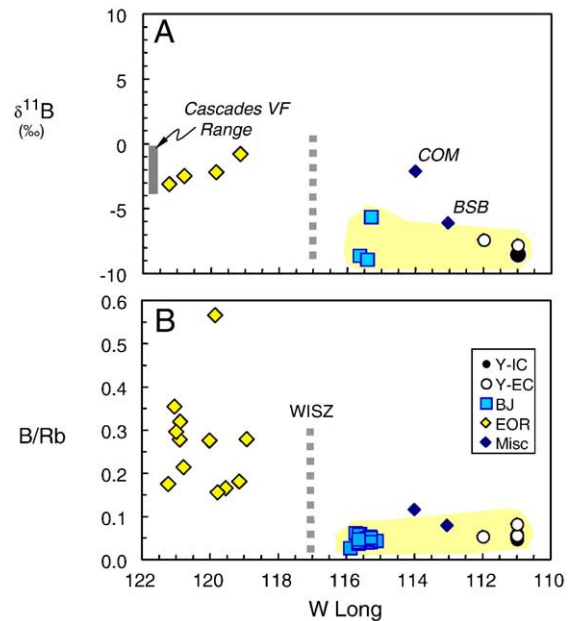 10
A
5
δ¹¹B
(‰)
Cascades VF
Range
0
COM
BSB
-5
-10
0.6
B
0.5
0.4
WISZ
Y-IC
Y-EC
BJ
EOR
Misc
B/Rb
0.3
0.2
0.1
0.0
122 120 118 116 114 112 110
W Long